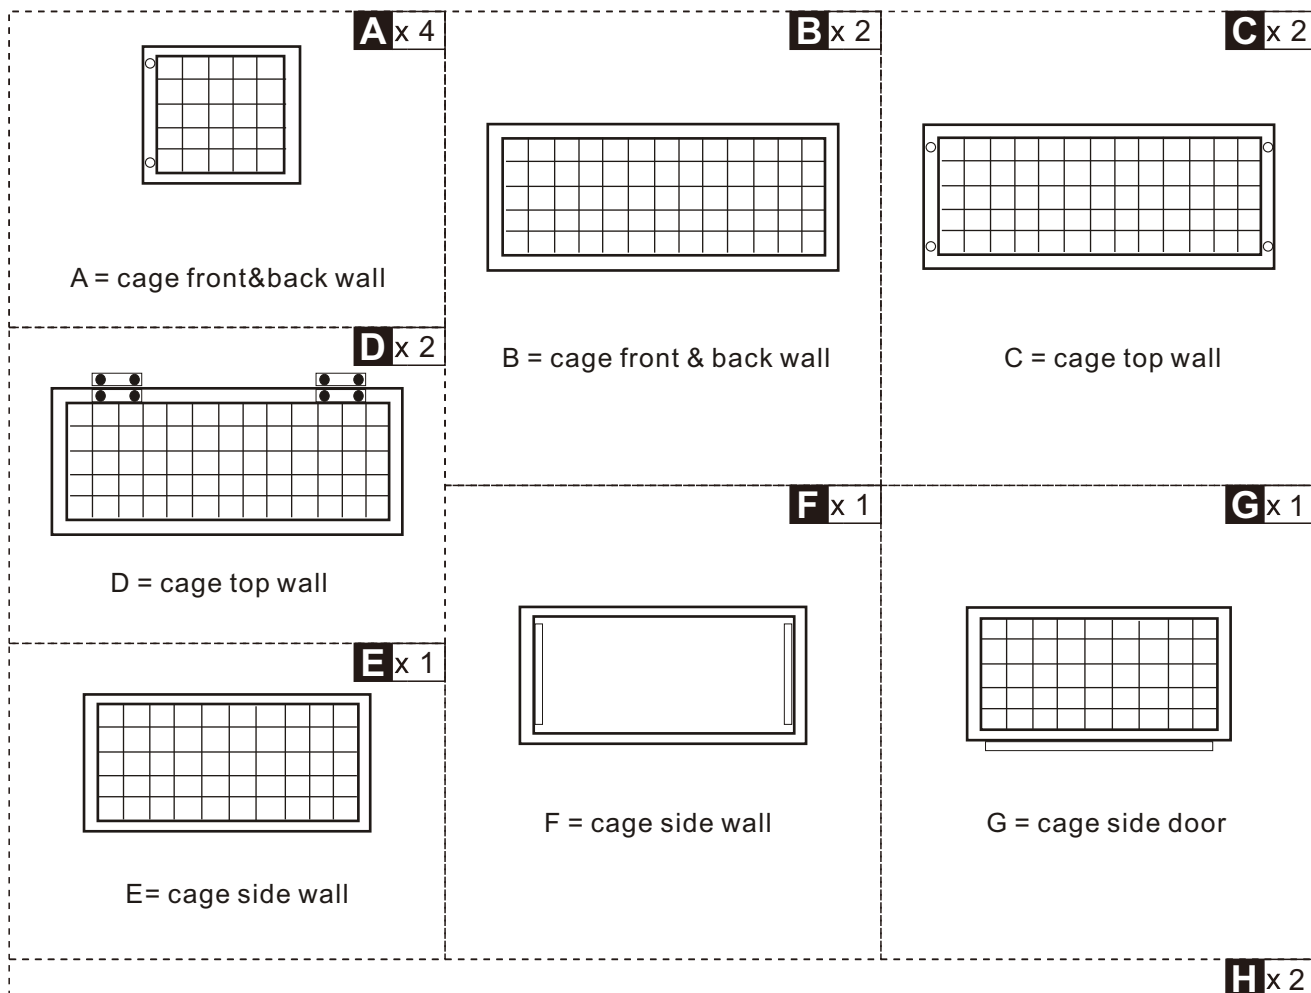 A x 4
B x 2
C x 2
A = cage front&back wall
B = cage front & back wall
C = cage top wall
D x 2
D = cage top wall
F x 1
G x 1
E x 1
F = cage side wall
G = cage side door
E= cage side wall
H x 2